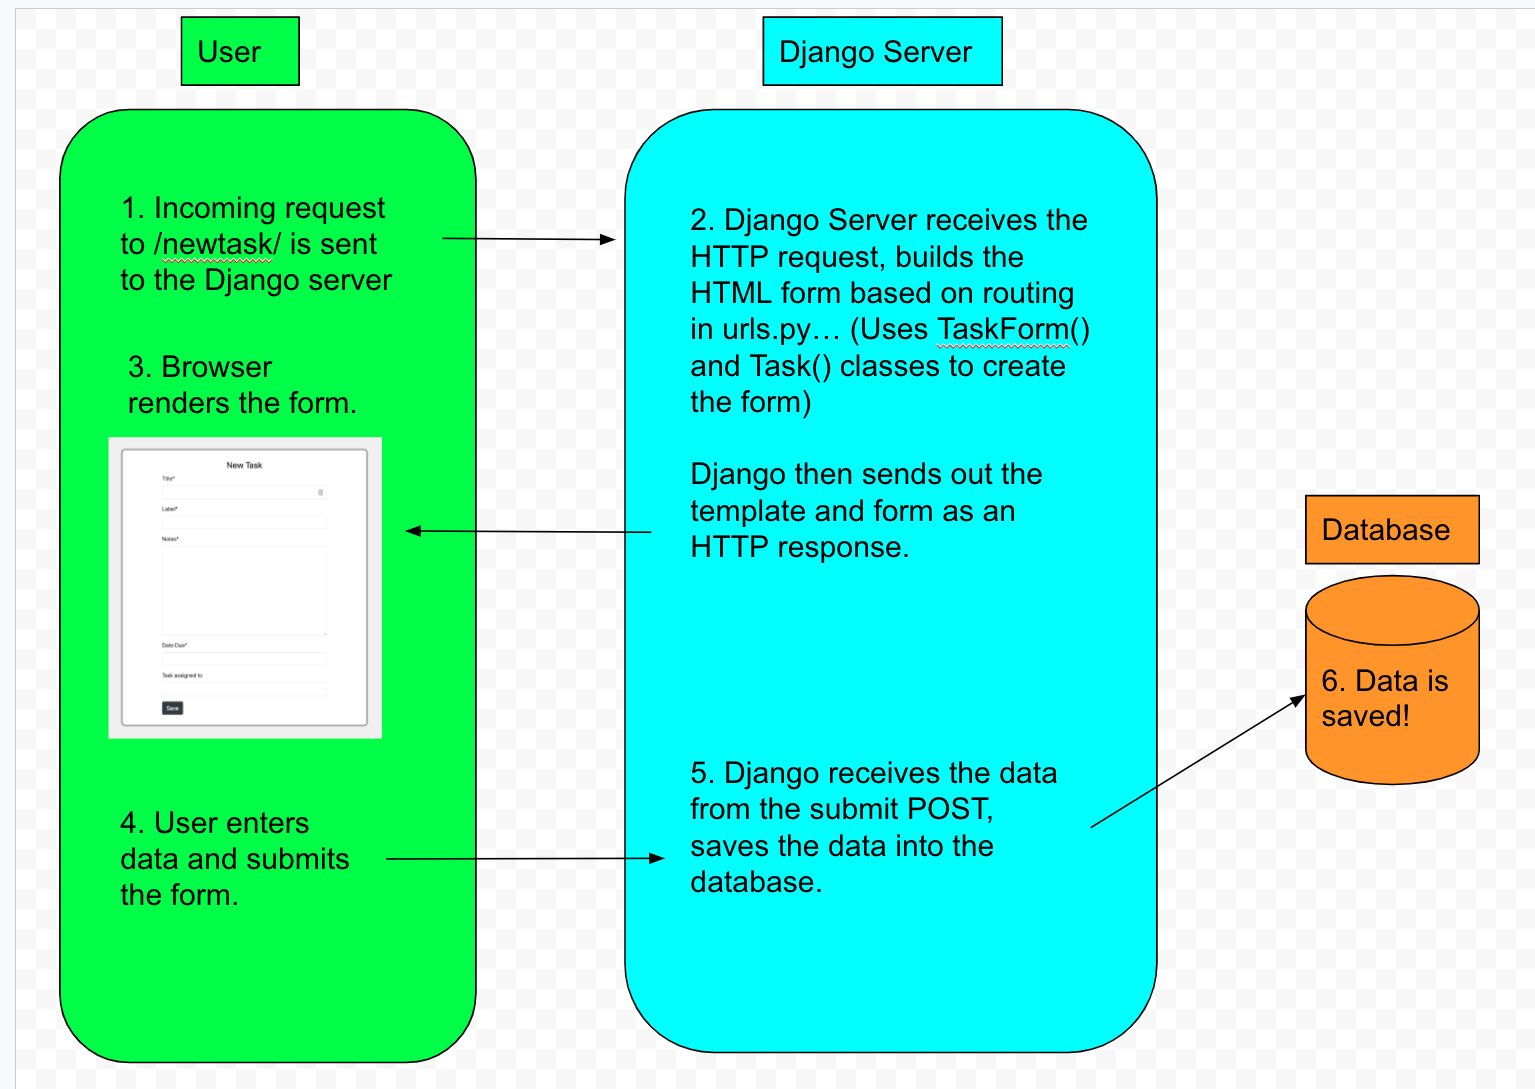 User
Django Server
1. Incoming request
to /newtask/ is sent
to the Django server
2. Django Server receives the
HTTP request, builds the
HTML form based on routing
in urls.py… (Uses TaskForm()
and Task() classes to create
the form)
3. Browser
renders the form.
New Task
Title*
Label*
Notes*
Date Due*
Task assigned to
Save
Django then sends out the
template and form as an
HTTP response.
Database
6. Data is
saved!
4. User enters
data and submits
the form.
5. Django receives the data
from the submit POST,
saves the data into the
database.